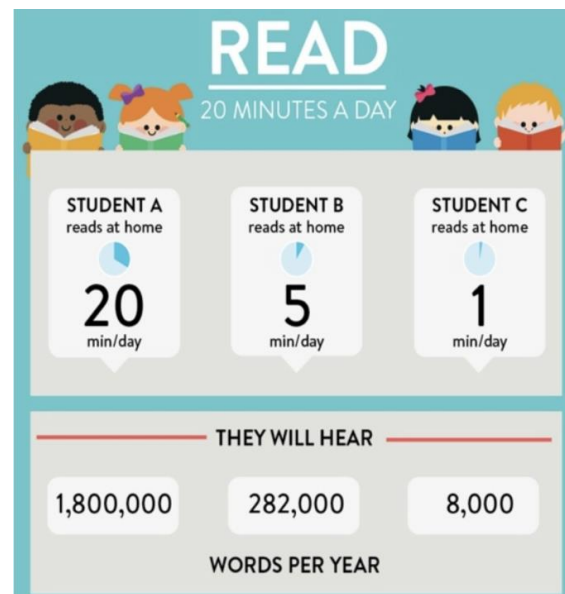 READ
20 MINUTES A DAY
STUDENT A
reads at home
20
min/day
STUDENT B
reads at home
5
min/day
STUDENT C
reads at home
1
min/day
THEY WILL HEAR
1,800,000
282,000
8,000
WORDS PER YEAR